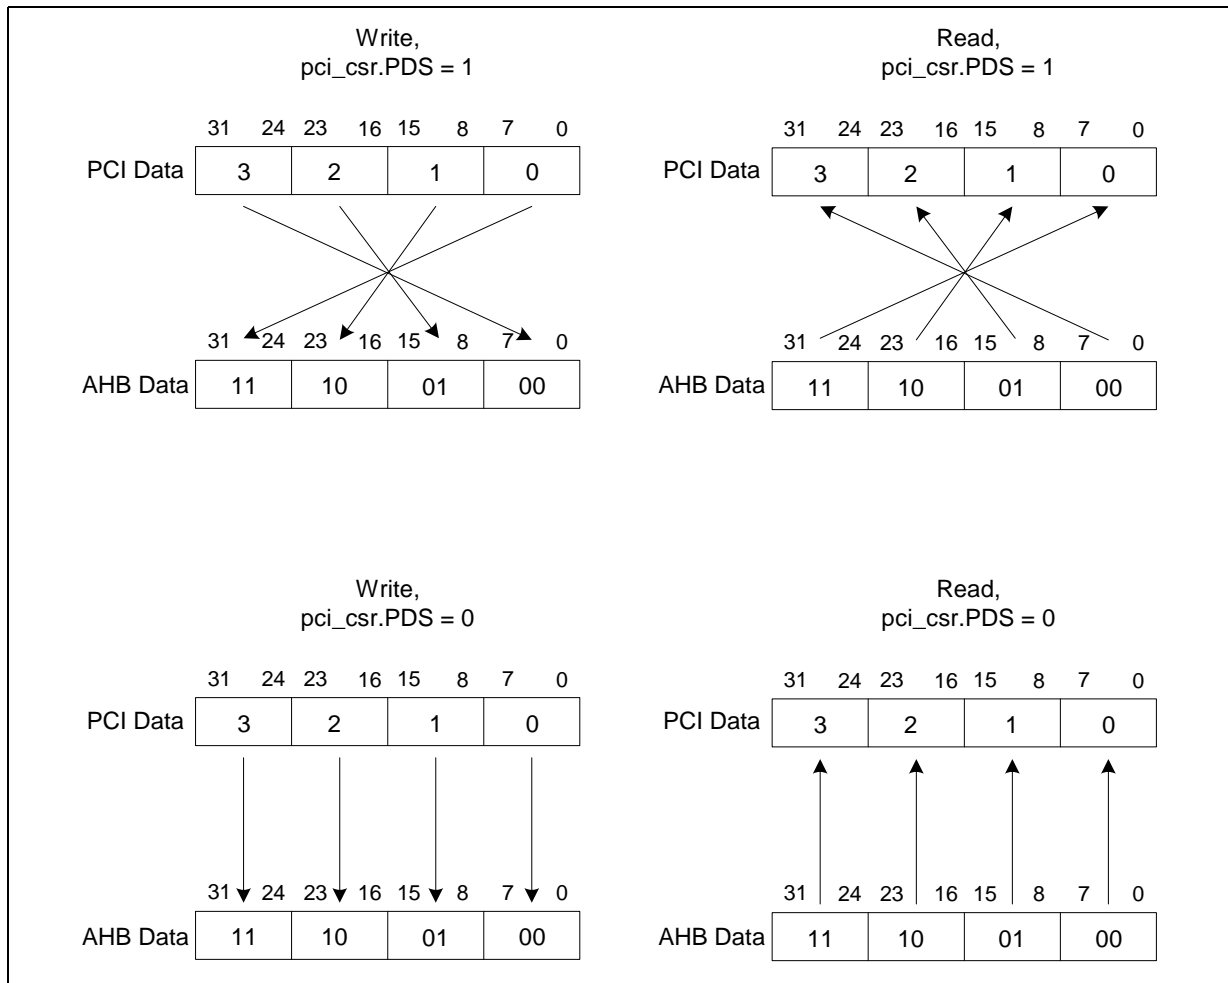 Write,
pci_csr.PDS = 1
31 24 23 16 15 8 7 0
PCI Data 3 2 1 0
31 24 23 16 15 8 7 0
AHB Data 11 10 01 00
Read,
pci_csr.PDS = 1
31 24 23 16 15 8 7 0
PCI Data 3 2 1 0
31 24 23 16 15 8 7 0
AHB Data 11 10 01 00
Write,
pci_csr.PDS = 0
31 24 23 16 15 8 7 0
PCI Data 3 2 1 0
31 24 23 16 15 8 7 0
AHB Data 11 10 01 00
Read,
pci_csr.PDS = 0
31 24 23 16 15 8 7 0
PCI Data 3 2 1 0
31 24 23 16 15 8 7 0
AHB Data 11 10 01 00